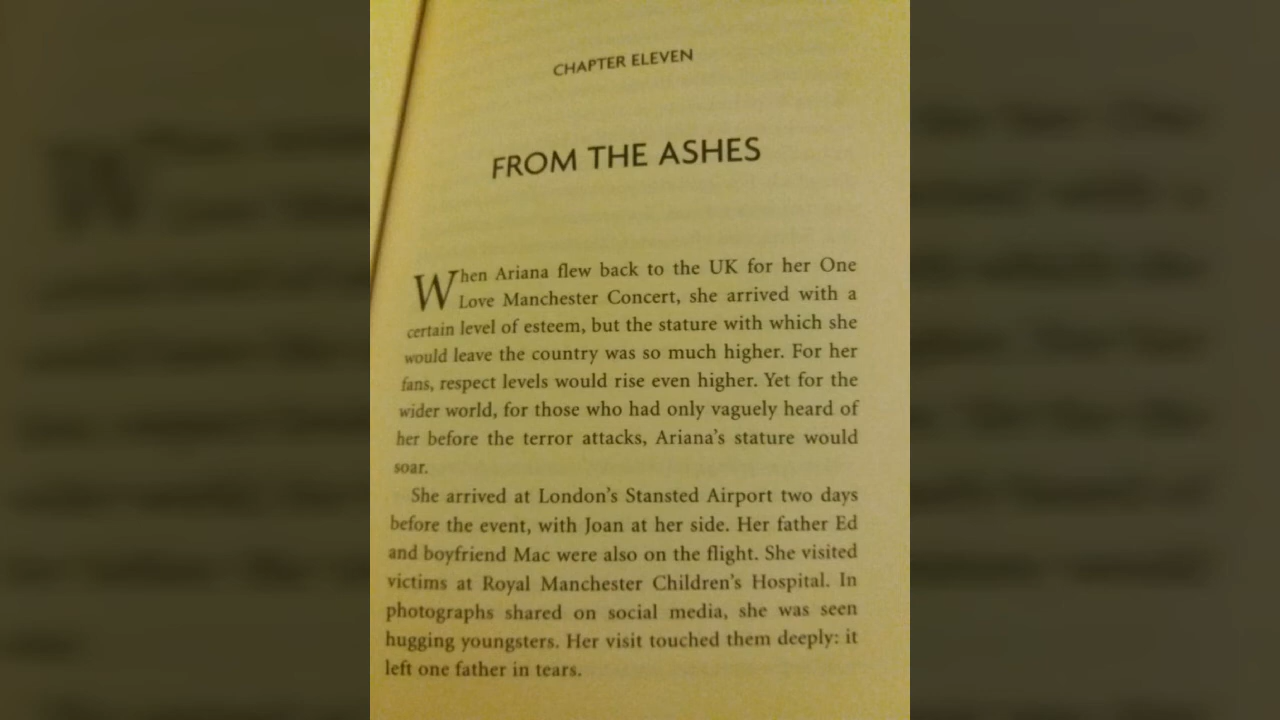 CHAPTER ELEVEN
FROM THE ASHES
When Ariana flew back to the UK for her One
Love Manchester Concert, she arrived with a
certain level of esteem, but the stature with which she
would leave the country was so much higher. For her
fans, respect levels would rise even higher. Yet for the
wider world, for those who had only vaguely heard of
her before the terror attacks, Ariana’s stature would
soar.
She arrived at London’s Stansted Airport two days
before the event, with Joan at her side. Her father Ed
and boyfriend Mac were also on the flight. She visited
victims at Royal Manchester Children’s Hospital. In
photographs shared on social media, she was seen
hugging youngsters. Her visit touched them deeply: it
left one father in tears.